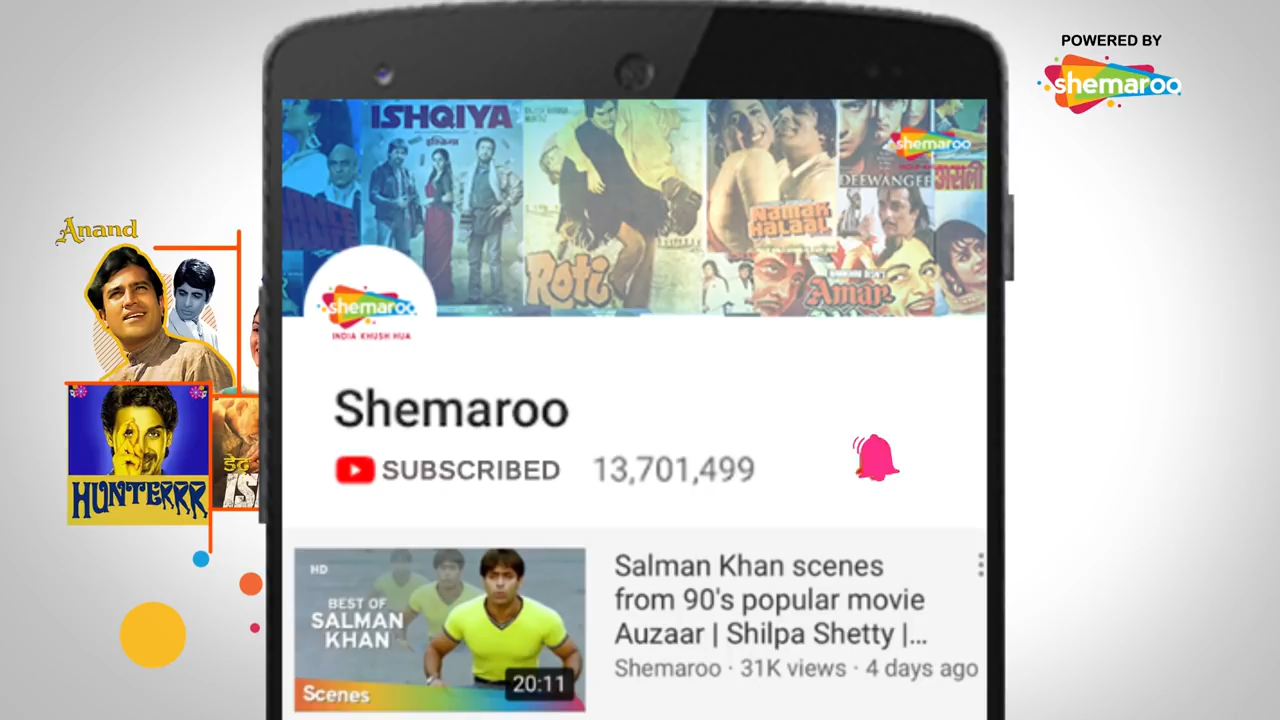 POWERED BY
shemaroo
ISHQIYA
इश्क़िया
shemaroo
DEEWANGEE
असली
NAMAK
HALAAL
Roti
Amar
Anand
shemaroo
INDIA KHUSH HUA
Shemaroo
SUBSCRIBED 13,701,499
HUNTERRR
डेढ़
HD
BEST OF
SALMAN
KHAN
20:11
Scenes
Salman Khan scenes
from 90's popular movie
Auzaar | Shilpa Shetty |...
Shemaroo · 31K views · 4 days ago